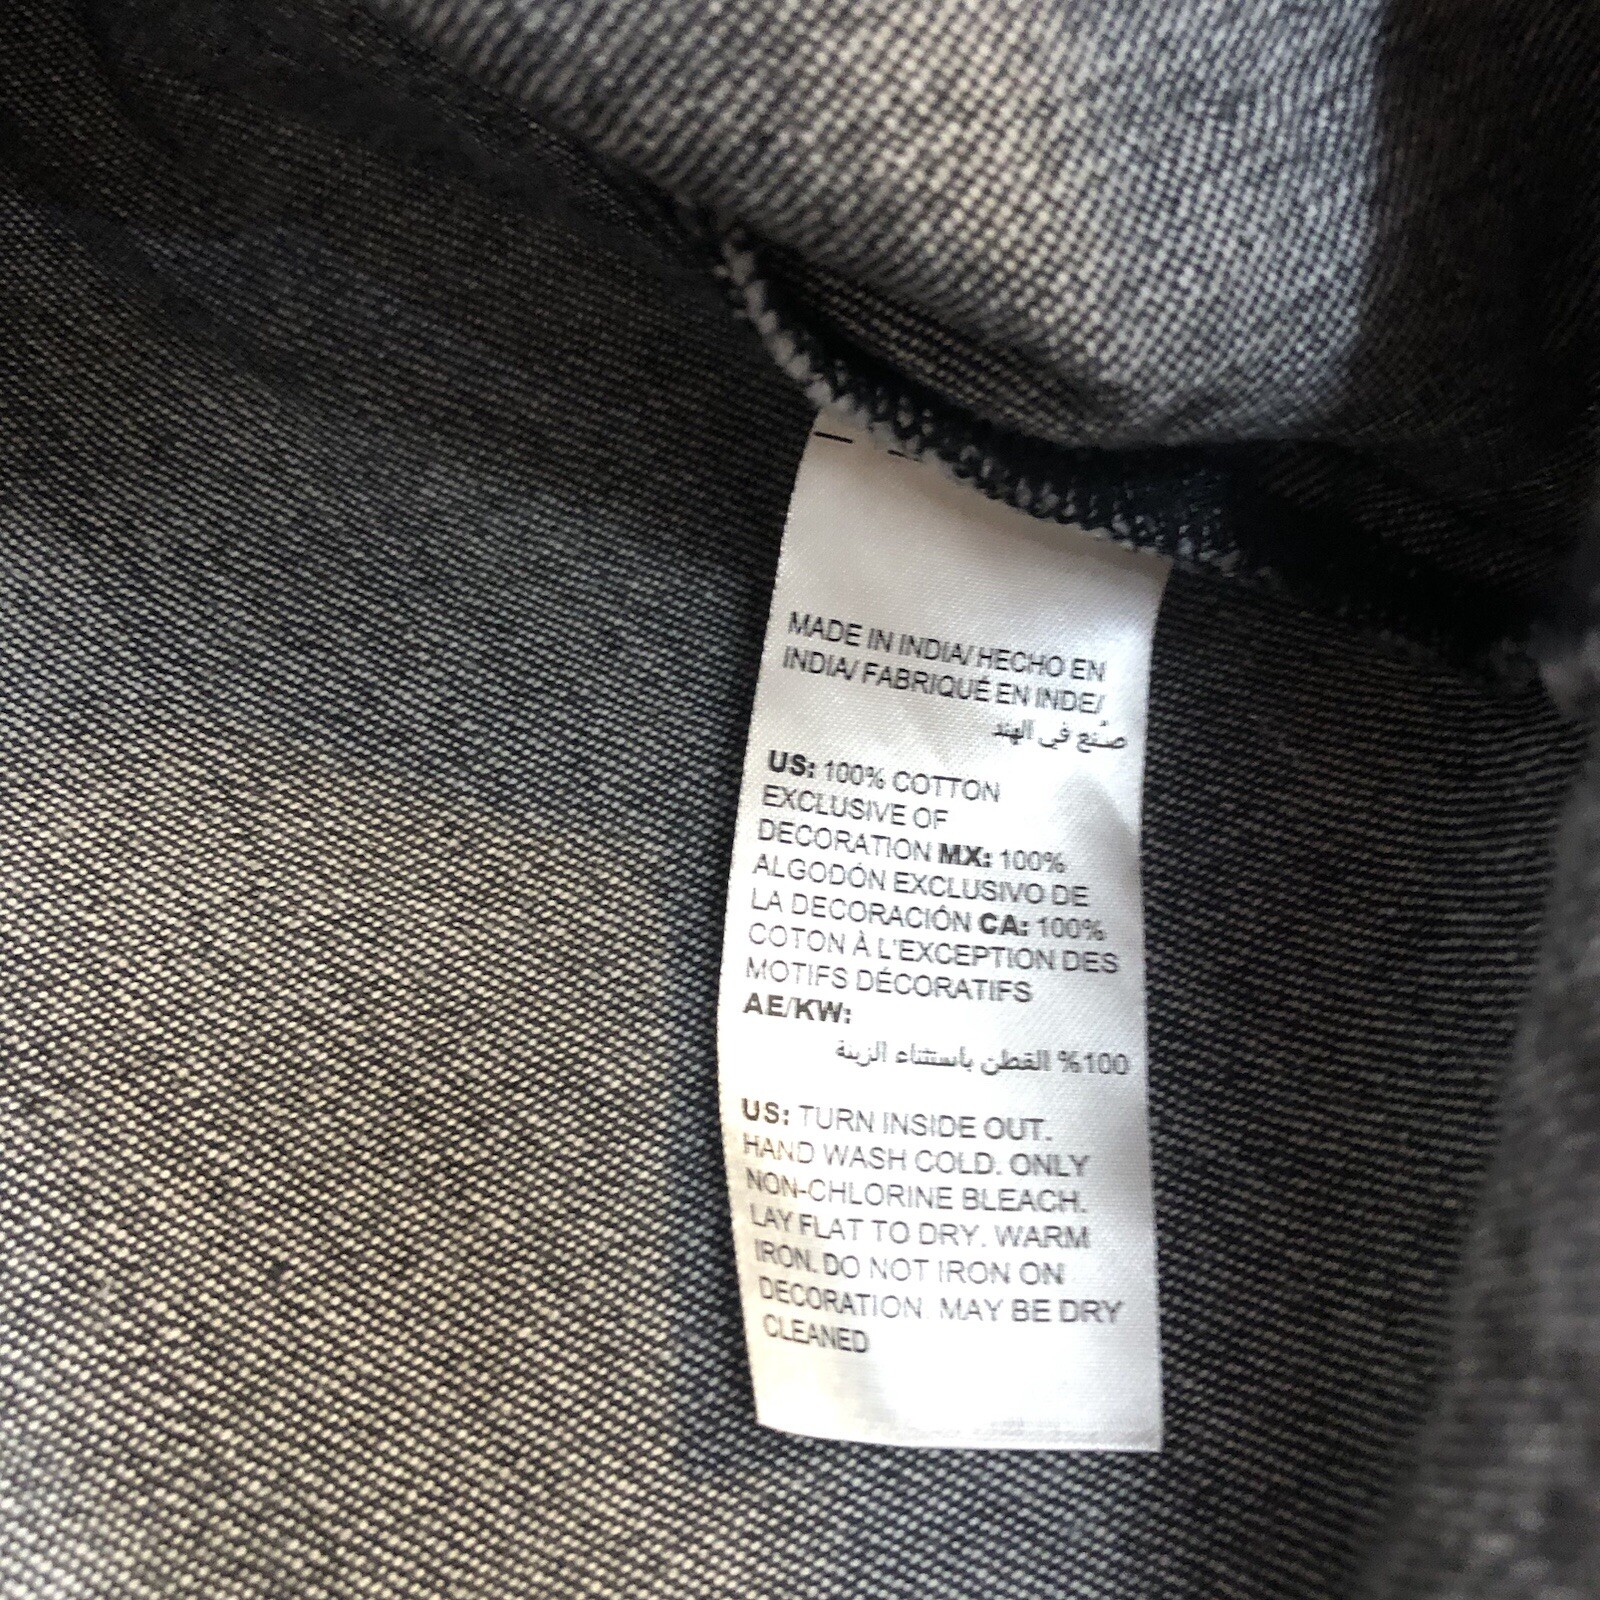 MADE IN INDIA/ HECHO EN
INDIA/ FABRIQUÉ EN INDE/
صُنع في الهند
US: 100% COTTON
EXCLUSIVE OF
DECORATION MX: 100%
ALGODÓN EXCLUSIVO DE
LA DECORACIÓN CA: 100%
COTON À L'EXCEPTION DES
MOTIFS DÉCORATIFS
AE/KW:
100% القطن باستثناء الزينة
US: TURN INSIDE OUT.
HAND WASH COLD. ONLY
NON-CHLORINE BLEACH.
LAY FLAT TO DRY. WARM
IRON. DO NOT IRON ON
DECORATION. MAY BE DRY
CLEANED